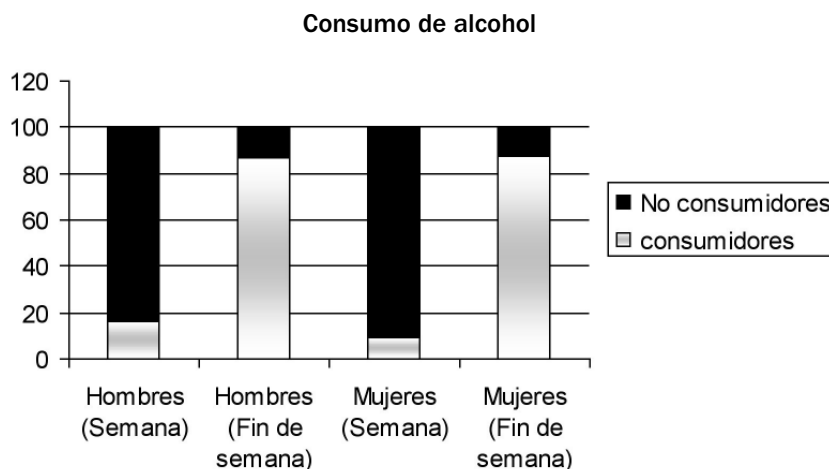 Consumo de alcohol
120
100
80
60
40
20
0
Hombres
(Semana)
Hombres
(Fin de
semana)
Mujeres
(Semana)
Mujeres
(Fin de
semana)
No consumidores
consumidores